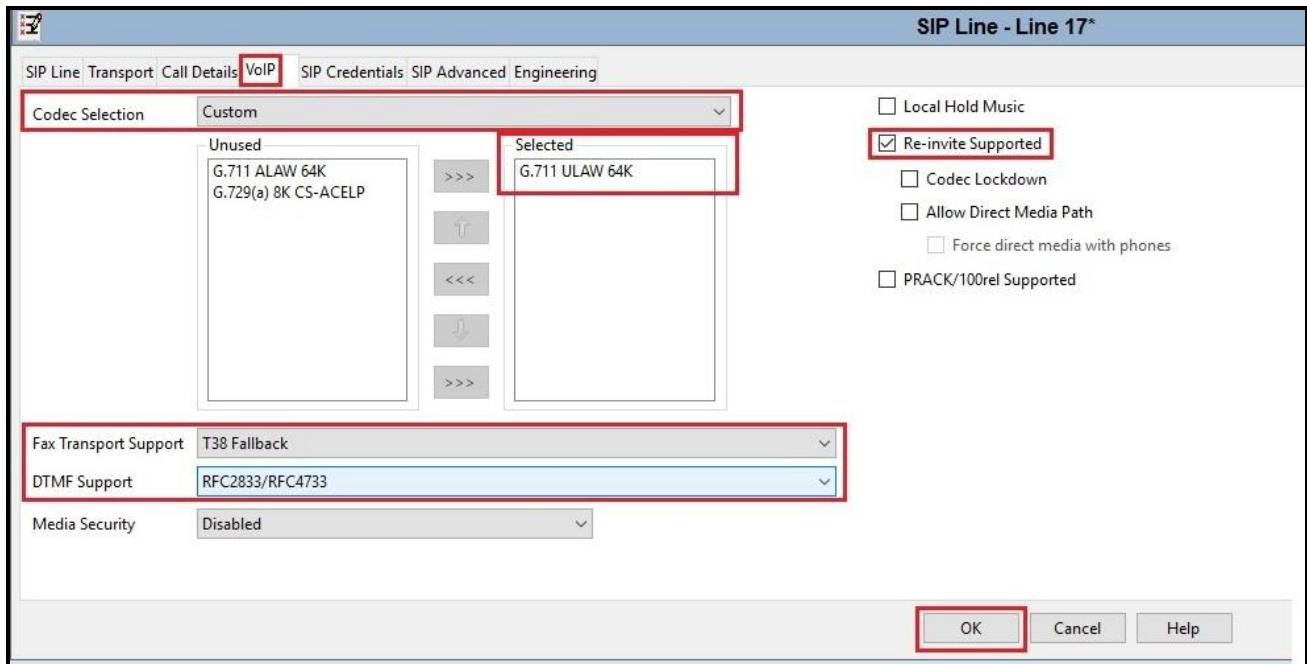 SIP Line - Line 17*
SIP Line Transport Call Details VoIP SIP Credentials SIP Advanced Engineering
Codec Selection Custom
Unused
G.711 ALAW 64K
G.729(a) 8K CS-ACELP
>>>
<<<
>>>
Selected
G.711 ULAW 64K
Local Hold Music
Re-invite Supported
Codec Lockdown
Allow Direct Media Path
Force direct media with phones
PRACK/100rel Supported
Fax Transport Support T38 Fallback
DTMF Support RFC2833/RFC4733
Media Security Disabled
OK Cancel Help